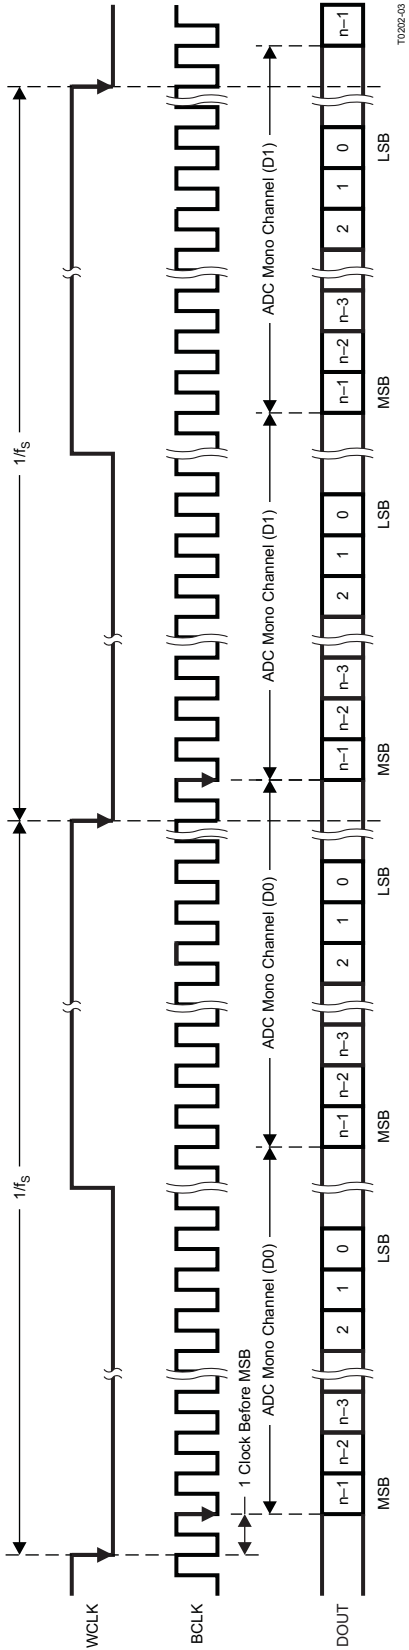 1/fS 1/fS
WCLK
BCLK
1 Clock Before MSB
ADC Mono Channel (D0) ADC Mono Channel (D0) ADC Mono Channel (D1) ADC Mono Channel (D1)
DOUT n–1 n–2 n–3 2 1 0 n–1 n–2 n–3 2 1 0 n–1 n–2 n–3 2 1 0 n–1 n–2 n–3 2 1 0 n–1
MSB LSB MSB LSB MSB LSB MSB LSB
T0202-03